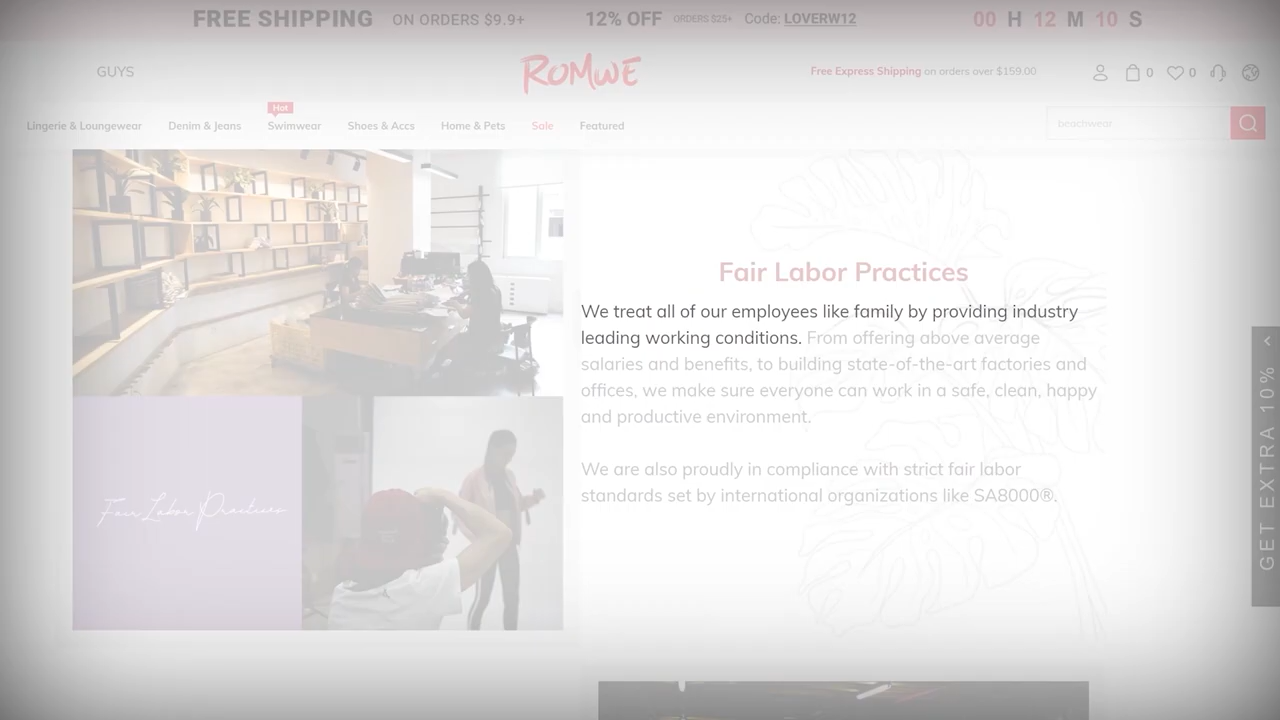 FREE SHIPPING ON ORDERS $9.9+ 12% OFF ORDERS $25+ Code: LOVERW12 00 H 12 M 10 S
GUYS
ROMWE
Free Express Shipping on orders over $159.00
0 0
Hot
Lingerie & Loungewear Denim & Jeans Swimwear Shoes & Accs Home & Pets Sale Featured
beachwear
Fair Labor Practices
We treat all of our employees like family by providing industry
leading working conditions. From offering above average
salaries and benefits, to building state-of-the-art factories and
offices, we make sure everyone can work in a safe, clean, happy
and productive environment.
We are also proudly in compliance with strict fair labor
standards set by international organizations like SA8000®.
Fair Labor Practices
GET EXTRA 10%